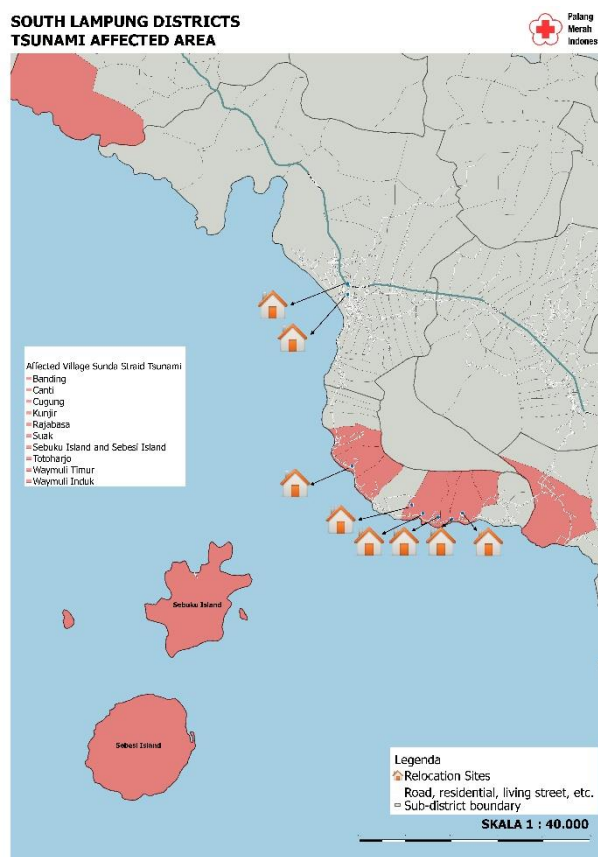 SOUTH LAMPUNG DISTRICTS
TSUNAMI AFFECTED AREA
Palang
Merah
Indones
Affected Village Sunda Straid Tsunami
Banding
Canti
Cugung
Kunjir
Rajabasa
Suak
Sebuku Island and Sebesi Island
Totoharjo
Waymuli Timur
Waymuli Induk
Sebuku Island
Sebesi Island
Legenda
Relocation Sites
Road, residential, living street, etc.
Sub-district boundary
SKALA 1 : 40.000